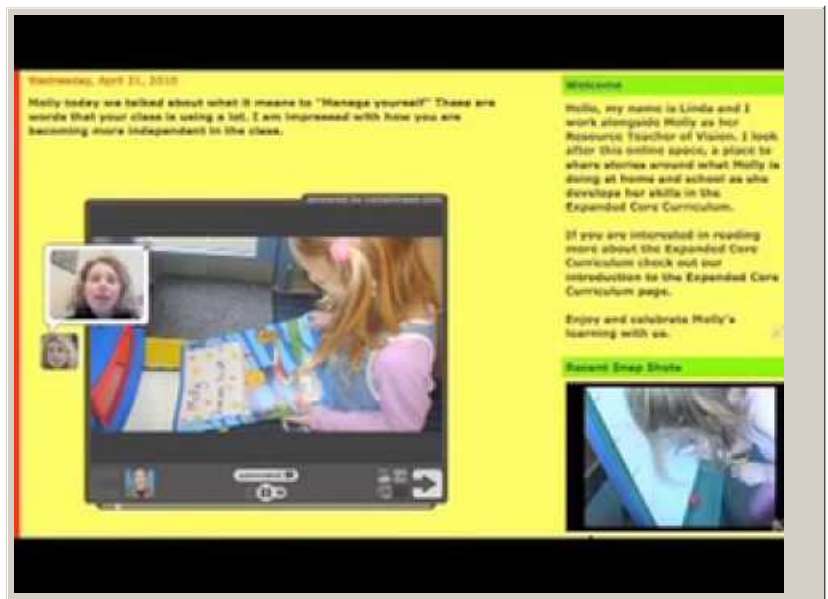 Wednesday, April 21, 2010
Molly today we talked about what it means to "Manage yourself" These are
words that your class is using a lot. I am impressed with how you are
becoming more independent in the class.
Welcome
Hello, my name is Linda and I
work alongside Molly as her
Resource Teacher of Vision. I look
after this online space, a place to
share stories around what Molly is
doing at home and school as she
develops her skills in the
Expanded Core Curriculum.
If you are interested in reading
more about the Expanded Core
Curriculum check out our
introduction to the Expanded Core
Curriculum page.
Enjoy and celebrate Molly's
learning with us.
Recent Snap Shots